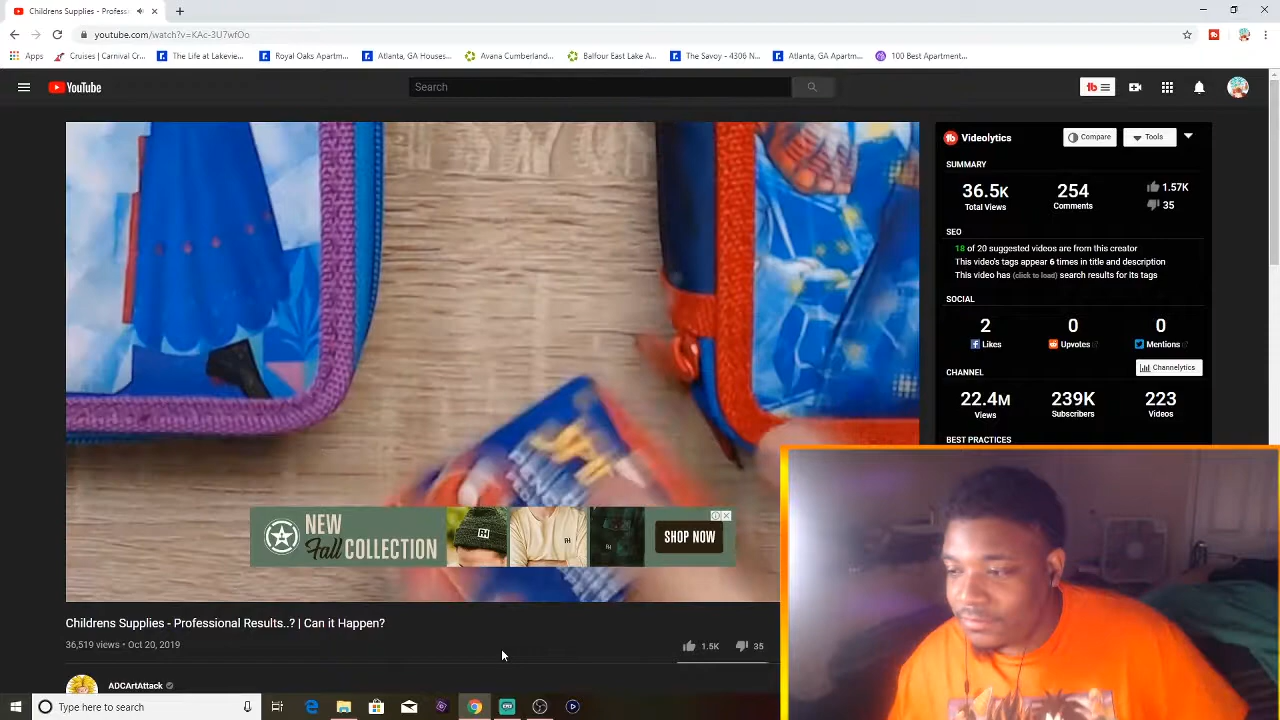 Childrens Supplies - Profess
youtube.com/watch?v=KAc-3U7wfOo
Apps
Cruises | Carnival Cr...
The Life at Lakevie...
Royal Oaks Apartm...
Atlanta, GA Houses...
Avana Cumberland...
Balfour East Lake A...
The Savoy - 4306 N...
Atlanta, GA Apartm...
100 Best Apartment...
YouTube
Search
Videolytics
Compare
Tools
SUMMARY
36.5K
254
1.57K
Total Views
Comments
35
SEO
18 of 20 suggested videos are from this creator
This video's tags appear 6 times in title and description
This video has (click to load) search results for its tags
SOCIAL
2
0
0
Likes
Upvotes
Mentions
CHANNEL
Channelytics
22.4M
239K
223
Views
Subscribers
Videos
BEST PRACTICES
NEW
Fall COLLECTION
SHOP NOW
Childrens Supplies - Professional Results..? | Can it Happen?
36,519 views • Oct 20, 2019
1.5K
35
ADCArtAttack
Type here to search